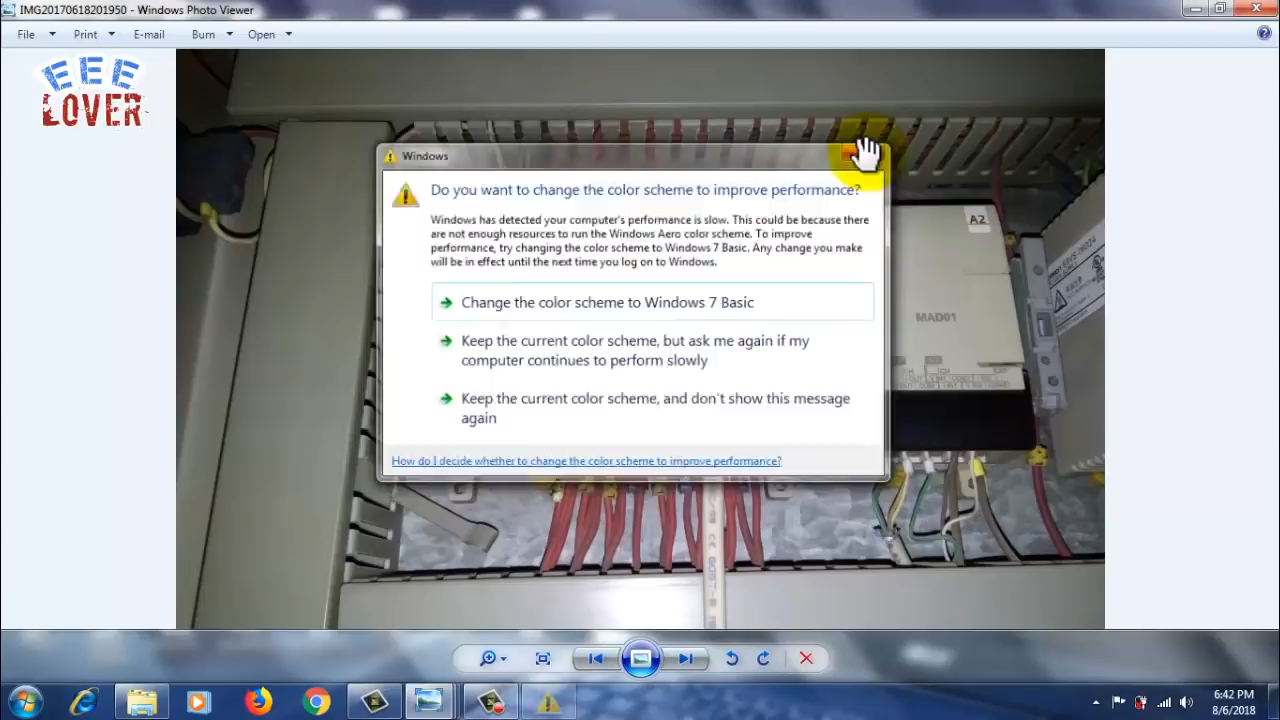 IMG20170618201950 - Windows Photo Viewer
File Print E-mail Burn Open
EEE
LOVER
Windows
Do you want to change the color scheme to improve performance?
Windows has detected your computer's performance is slow. This could be because there
are not enough resources to run the Windows Aero color scheme. To improve
performance, try changing the color scheme to Windows 7 Basic. Any change you make
will be in effect until the next time you log on to Windows.
Change the color scheme to Windows 7 Basic
Keep the current color scheme, but ask me again if my
computer continues to perform slowly
Keep the current color scheme, and don't show this message
again
How do I decide whether to change the color scheme to improve performance?
A2
MAD01
6:42 PM
8/6/2018